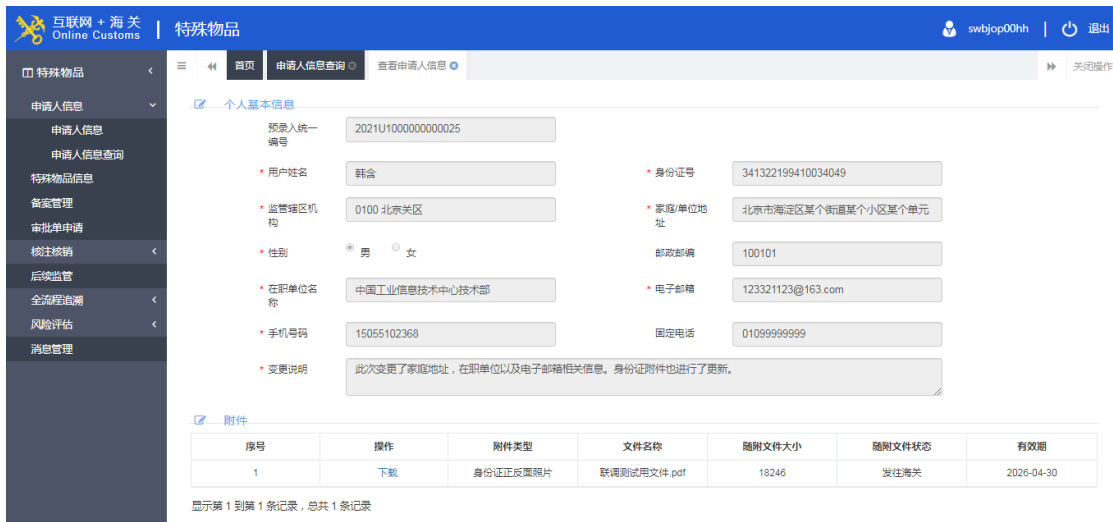 互联网 + 海关
Online Customs
特殊物品
swbjop00hh
退出
特殊物品
首页
申请人信息查询
查看申请人信息
关闭操作
申请人信息
申请人信息
申请人信息查询
特殊物品信息
备案管理
审批单申请
核注核销
后续监管
全流程追溯
风险评估
消息管理
个人基本信息
预录入统一
编号
2021U1000000000025
* 用户姓名
韩含
* 身份证号
341322199410034049
* 监管辖区机
构
0100 北京关区
* 家庭/单位地
址
北京市海淀区某个街道某个小区某个单元
* 性别
男
女
邮政邮编
100101
* 在职单位名
称
中国工业信息技术中心技术部
* 电子邮箱
123321123@163.com
* 手机号码
15055102368
固定电话
01099999999
* 变更说明
此次变更了家庭地址，在职单位以及电子邮箱相关信息。身份证附件也进行了更新。
附件
序号 操作 附件类型 文件名称 随附文件大小 随附文件状态 有效期
1 下载 身份证正反面照片 联调测试用文件.pdf 18246 发往海关 2026-04-30
显示第 1 到第 1 条记录，总共 1 条记录